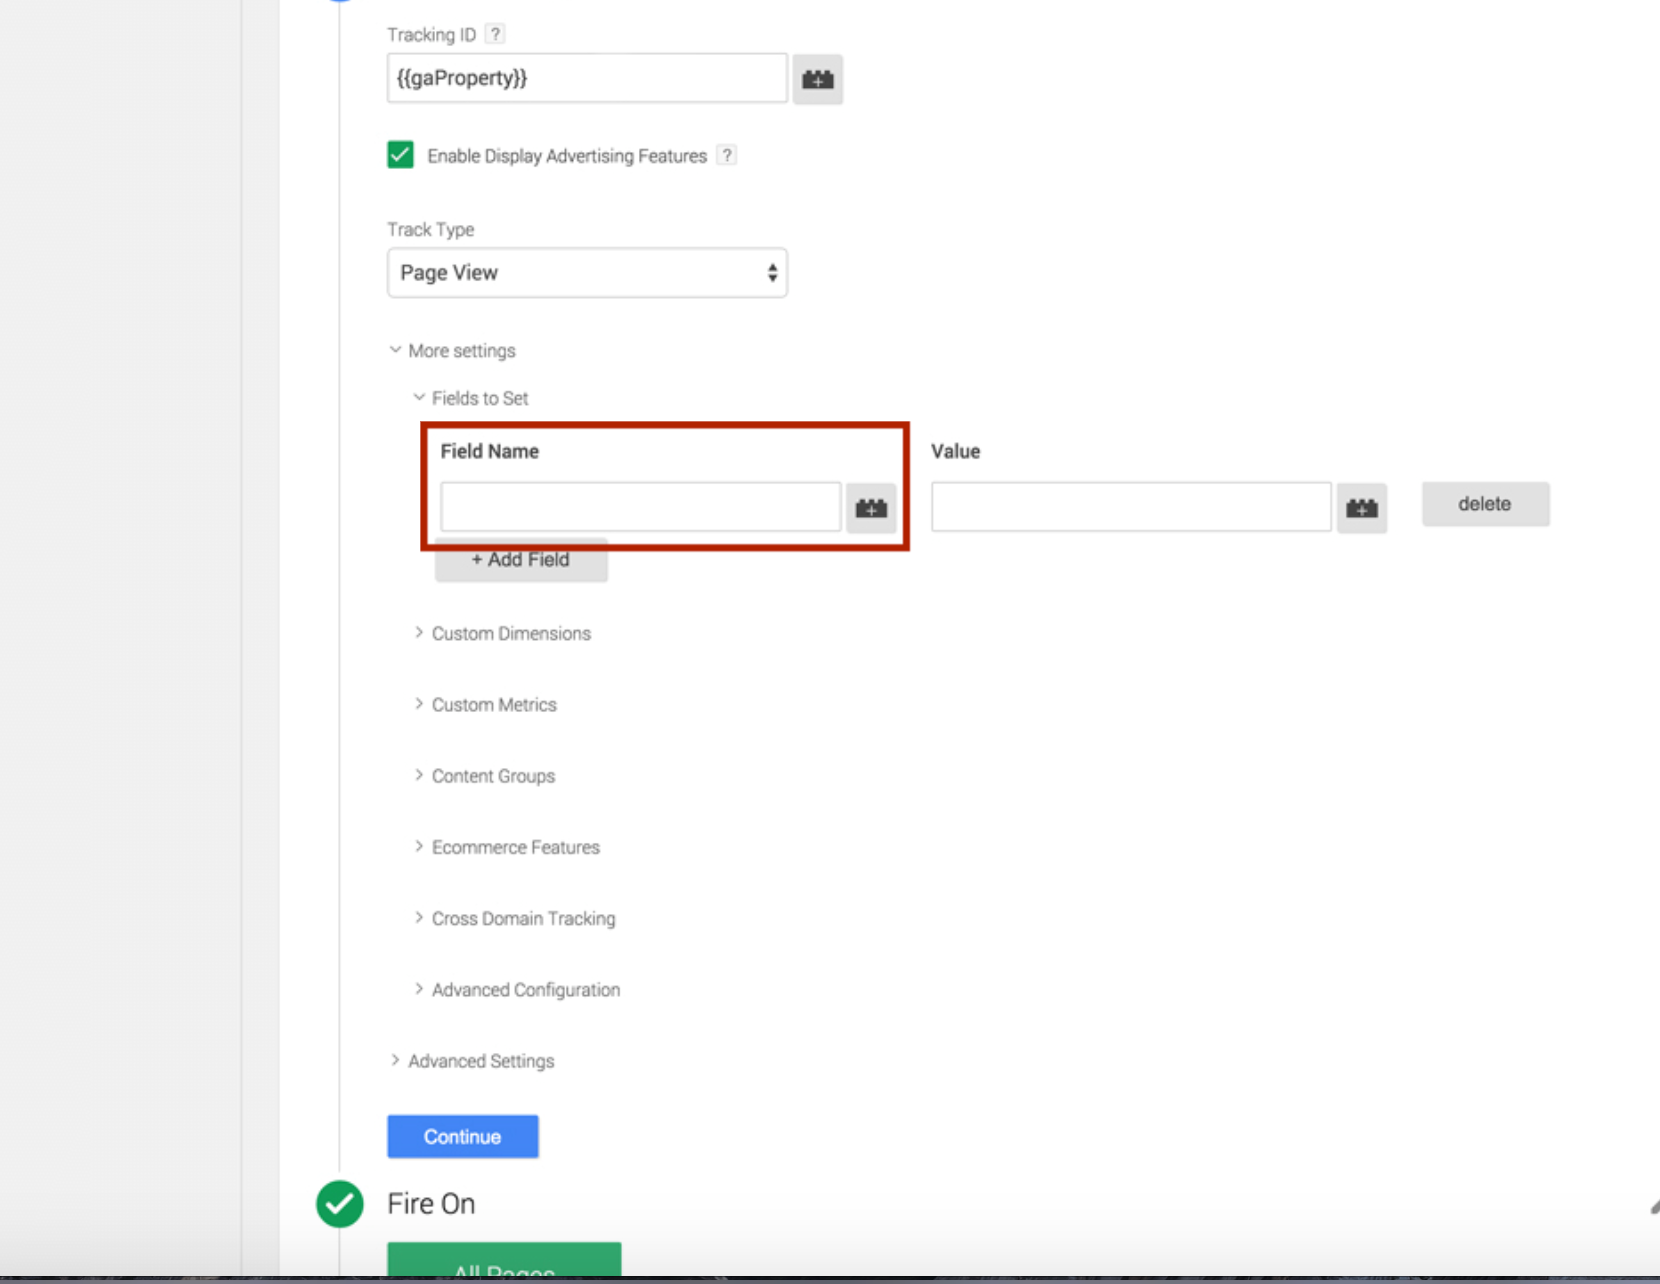 Tracking ID ?
{{gaProperty}}
Enable Display Advertising Features ?
Track Type
Page View
More settings
Fields to Set
Field Name Value
delete
+ Add Field
Custom Dimensions
Custom Metrics
Content Groups
Ecommerce Features
Cross Domain Tracking
Advanced Configuration
Advanced Settings
Continue
Fire On
All Pages